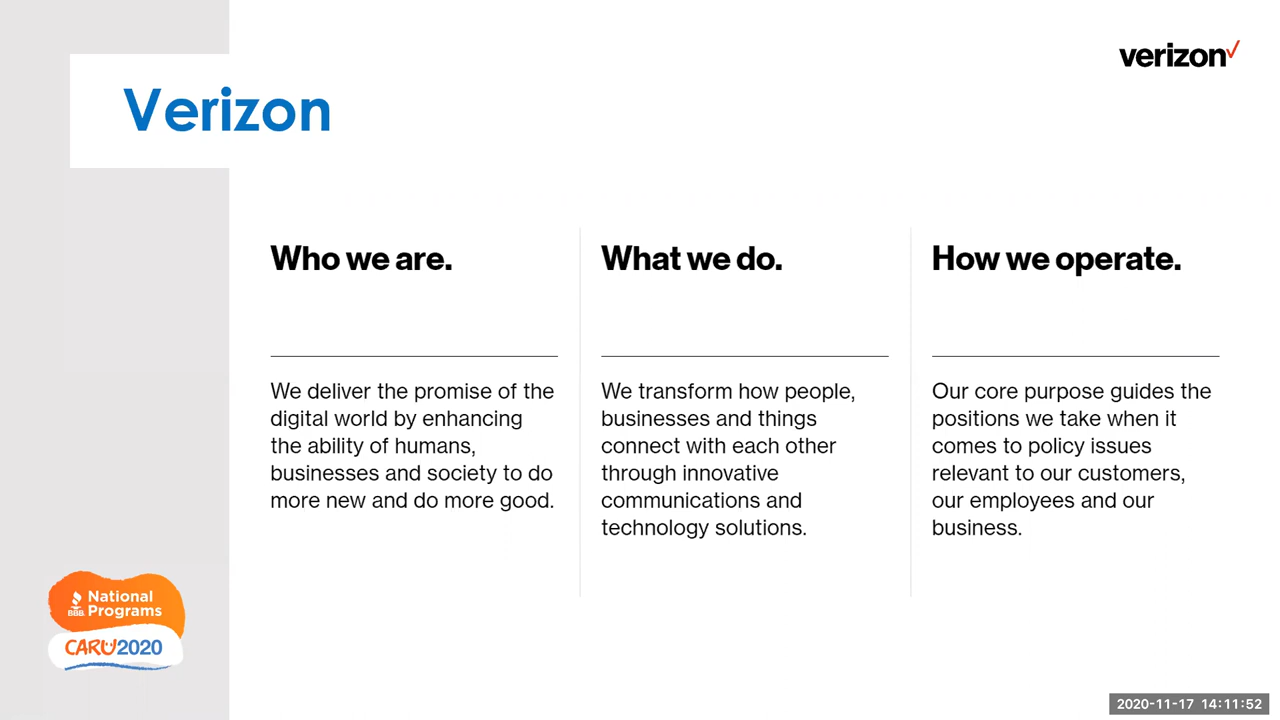 verizon
Verizon
Who we are.
We deliver the promise of the
digital world by enhancing
the ability of humans,
businesses and society to do
more new and do more good.
What we do.
We transform how people,
businesses and things
connect with each other
through innovative
communications and
technology solutions.
How we operate.
Our core purpose guides the
positions we take when it
comes to policy issues
relevant to our customers,
our employees and our
business.
BBB
National
Programs
CARU2020
2020-11-17 14:11:52